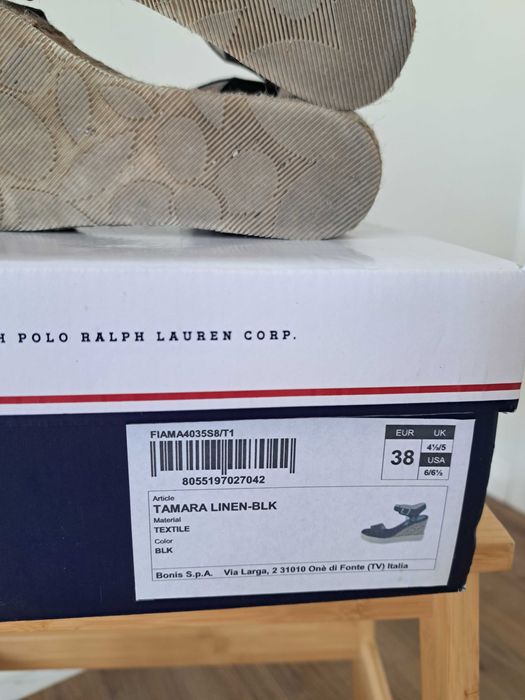 H POLO RALPH LAUREN CORP.
FIAMA4035S8/T1
8055197027042
EUR UK
38 4½/5
USA
6/6½
Article
TAMARA LINEN-BLK
Material
TEXTILE
Color
BLK
Bonis S.p.A. Via Larga, 2 31010 Onè di Fonte (TV) Italia